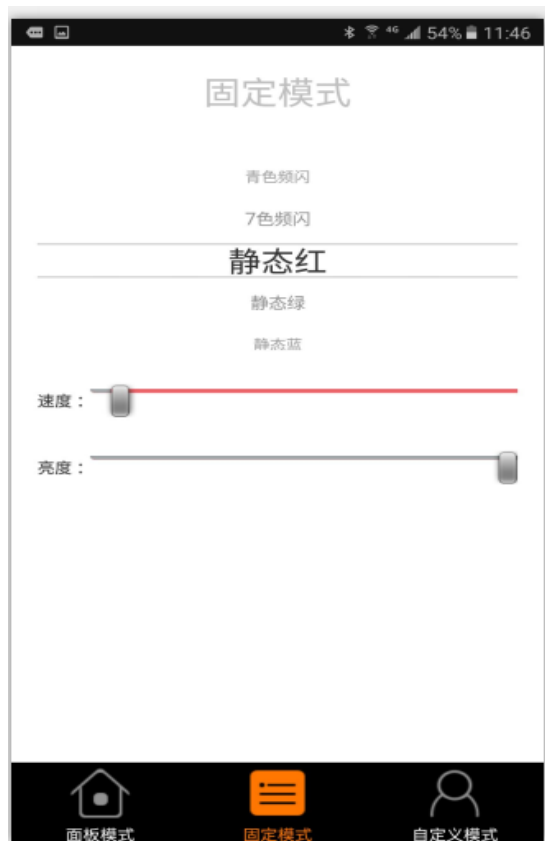 4G 54% 11:46
固定模式
青色频闪
7色频闪
静态红
静态绿
静态蓝
速度：
亮度：
面板模式 固定模式 自定义模式